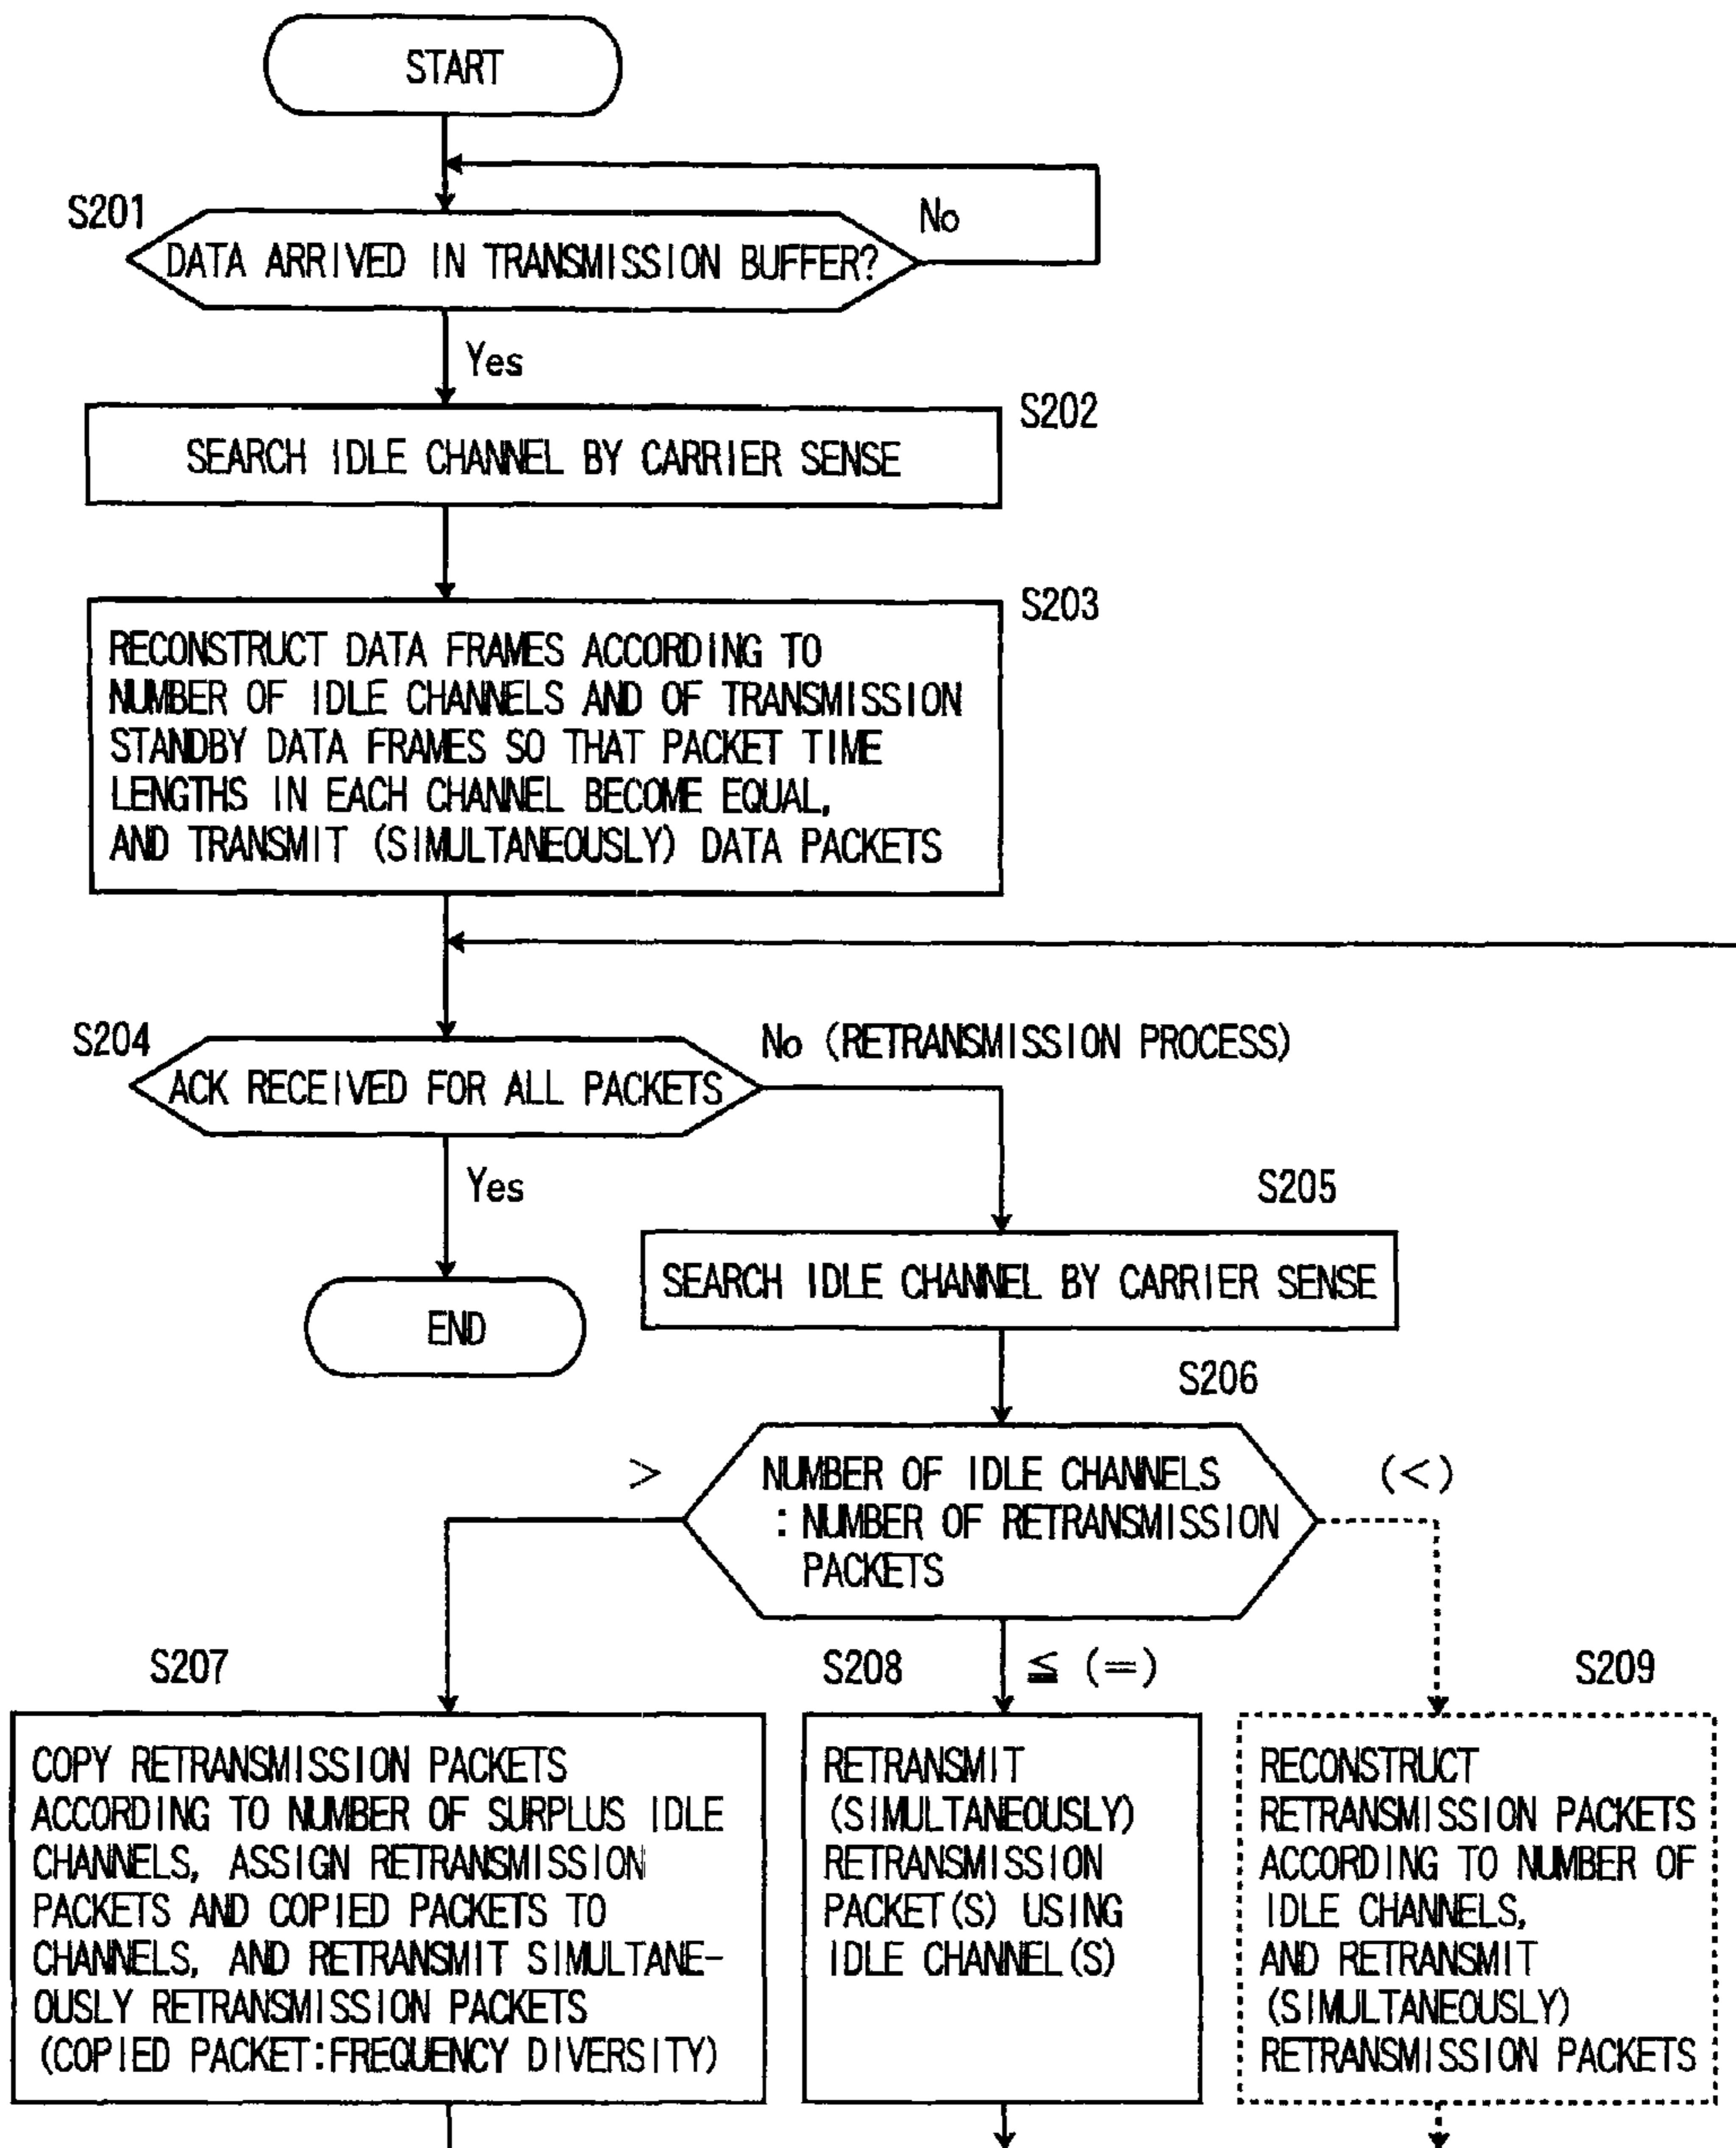 START
S201
DATA ARRIVED IN TRANSMISSION BUFFER?
No
Yes
S202
SEARCH IDLE CHANNEL BY CARRIER SENSE
S203
RECONSTRUCT DATA FRAMES ACCORDING TO
NUMBER OF IDLE CHANNELS AND OF TRANSMISSION
STANDBY DATA FRAMES SO THAT PACKET TIME
LENGTHS IN EACH CHANNEL BECOME EQUAL,
AND TRANSMIT (SIMULTANEOUSLY) DATA PACKETS
S204
ACK RECEIVED FOR ALL PACKETS
No (RETRANSMISSION PROCESS)
Yes
END
S205
SEARCH IDLE CHANNEL BY CARRIER SENSE
S206
NUMBER OF IDLE CHANNELS
: NUMBER OF RETRANSMISSION
PACKETS
>
(<)
S207
COPY RETRANSMISSION PACKETS
ACCORDING TO NUMBER OF SURPLUS IDLE
CHANNELS, ASSIGN RETRANSMISSION
PACKETS AND COPIED PACKETS TO
CHANNELS, AND RETRANSMIT SIMULTANE-
OUSLY RETRANSMISSION PACKETS
(COPIED PACKET:FREQUENCY DIVERSITY)
S208
≦ (=)
RETRANSMIT
(SIMULTANEOUSLY)
RETRANSMISSION
PACKET(S) USING
IDLE CHANNEL(S)
S209
RECONSTRUCT
RETRANSMISSION PACKETS
ACCORDING TO NUMBER OF
IDLE CHANNELS,
AND RETRANSMIT
(SIMULTANEOUSLY)
RETRANSMISSION PACKETS